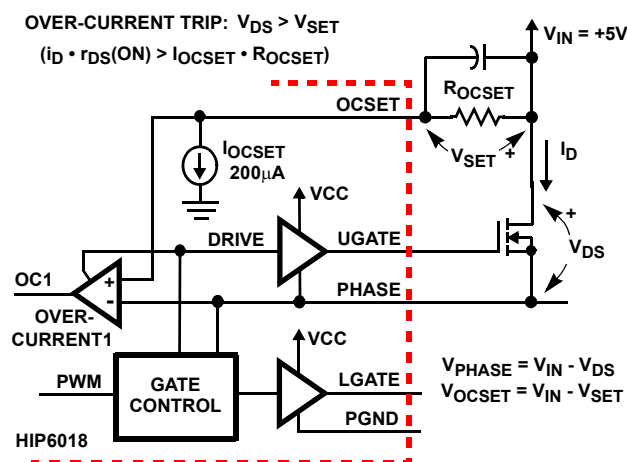 OVER-CURRENT TRIP: VDS > VSET
(iD • rDS(ON) > IOCSET • ROCSET)
VIN = +5V
OCSET
ROCSET
IOCSET
200μA
VSET +
ID
VCC
DRIVE
UGATE
+
VDS
OC1
+
-
PHASE
OVER-
CURRENT1
VCC
PWM
GATE
CONTROL
LGATE
PGND
VPHASE = VIN - VDS
VOCSET = VIN - VSET
HIP6018